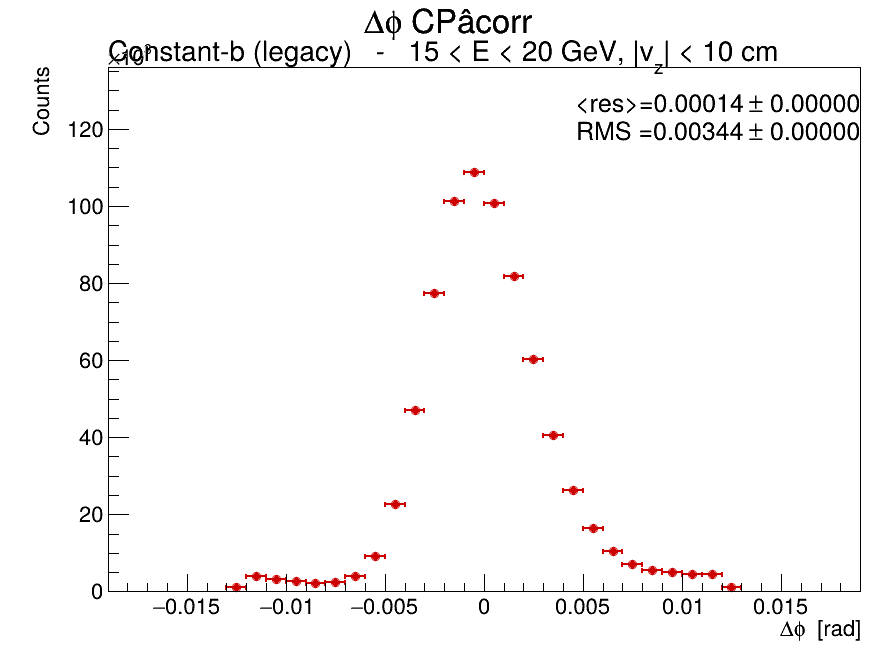 Δϕ CPâcorr
Constant-b (legacy) - 15 < E < 20 GeV, |v_z| < 10 cm
×10³
Counts
<res>=0.00014 ± 0.00000
RMS =0.00344 ± 0.00000
120
100
80
60
40
20
0
−0.015 −0.01 −0.005 0 0.005 0.01 0.015
Δϕ [rad]